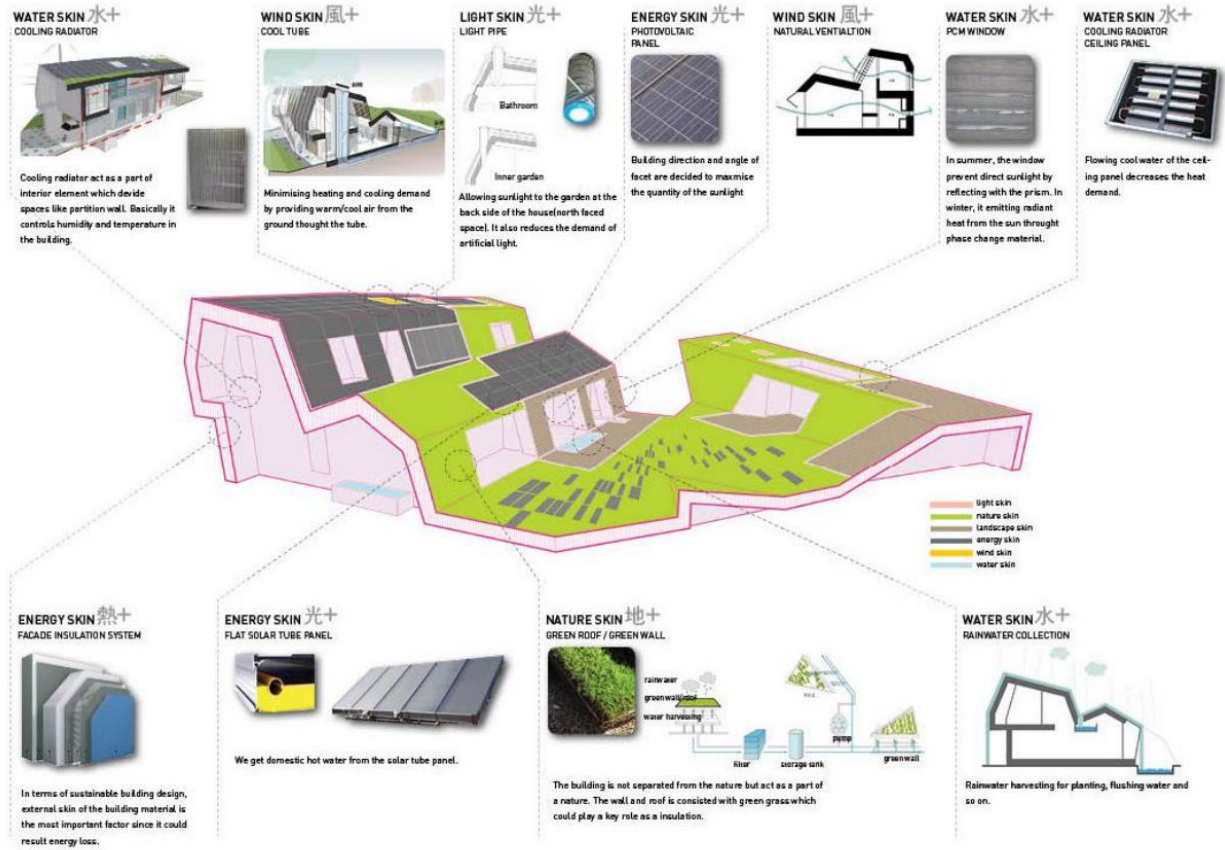 WATER SKIN 水+
COOLING RADIATOR
Cooling radiator act as a part of
interior element which devide
spaces like partition wall. Basically it
controls humidity and temperature in
the building.
WIND SKIN 風+
COOL TUBE
Minimising heating and cooling demand
by providing warm/cool air from the
ground thought the tube.
LIGHT SKIN 光+
LIGHT PIPE
Bathroom
Inner garden
Allowing sunlight to the garden at the
back side of the house(north faced
space). It also reduces the demand of
artificial light.
ENERGY SKIN 光+
PHOTOVOLTAIC
PANEL
Building direction and angle of
facet are decided to maxmise
the quantity of the sunlight
WIND SKIN 風+
NATURAL VENTIALTION
WATER SKIN 水+
PCM WINDOW
In summer, the window
prevent direct sunlight by
reflecting with the prism. In
winter, it emitting radiant
heat from the sun throught
phase change material.
WATER SKIN 水+
COOLING RADIATOR
CEILING PANEL
Flowing coolwater of the ceil-
ing panel decreases the heat
demand.
light skin
nature skin
landscape skin
energy skin
wind skin
water skin
ENERGY SKIN 熱+
FACADE INSULATION SYSTEM
In terms of sustainable building design,
external skin of the building material is
the most important factor since it could
result energy loss.
ENERGY SKIN 光+
FLAT SOLAR TUBE PANEL
We get domestic hot water from the solar tube panel.
NATURE SKIN 地+
GREEN ROOF / GREEN WALL
rainwater
greenwall/roof
water harvesting
filter
storage tank
pump
greenwall
The building is not separated from the nature but act as a part of
a nature. The wall and roof is consisted with green grass which
could play a key role as a insulation.
WATER SKIN 水+
RAINWATER COLLECTION
Rainwater harvesting for planting, flushing water and
so on.